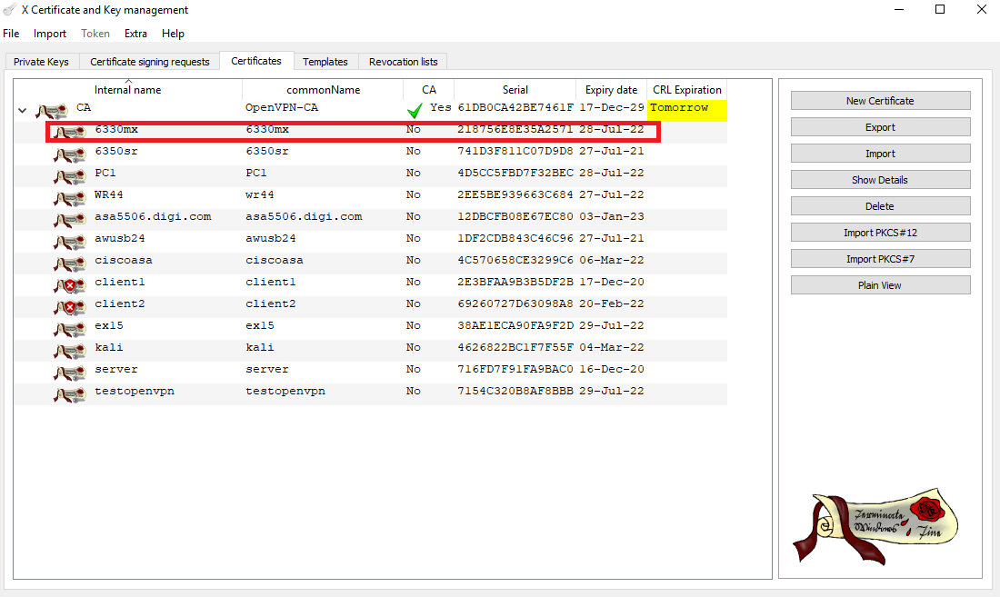 X Certificate and Key management
File Import Token Extra Help
Private Keys Certificate signing requests Certificates Templates Revocation lists
Internal name commonName CA Serial Expiry date CRL Expiration
CA OpenVPN-CA Yes 61DB0CA42BE7461F 17-Dec-29 Tomorrow
6330mx 6330mx No 218756E8E35A2571 28-Jul-22
6350sr 6350sr No 741D3F811C07D9D8 27-Jul-21
PC1 PC1 No 4D5CC5FBD7F32BEC 28-Jul-22
WR44 wr44 No 2EE5BE939663C684 27-Jul-22
asa5506.digi.com asa5506.digi.com No 12DBCFB08E67EC80 03-Jan-23
awusb24 awusb24 No 1DF2CDB843C46C96 27-Jul-21
ciscoasa ciscoasa No 4C570658CE3299C6 06-Mar-22
client1 client1 No 2E3BFAA9B3B5DF2B 17-Dec-20
client2 client2 No 69260727D63098A8 20-Feb-22
ex15 ex15 No 38AE1ECA90FA9F2D 29-Jul-22
kali kali No 4626822BC1F7F55F 04-Mar-22
server server No 716FD7F91FA9BAC0 16-Dec-20
testopenvpn testopenvpn No 7154C320B8AF8BBB 29-Jul-22
New Certificate
Export
Import
Show Details
Delete
Import PKCS#12
Import PKCS#7
Plain View